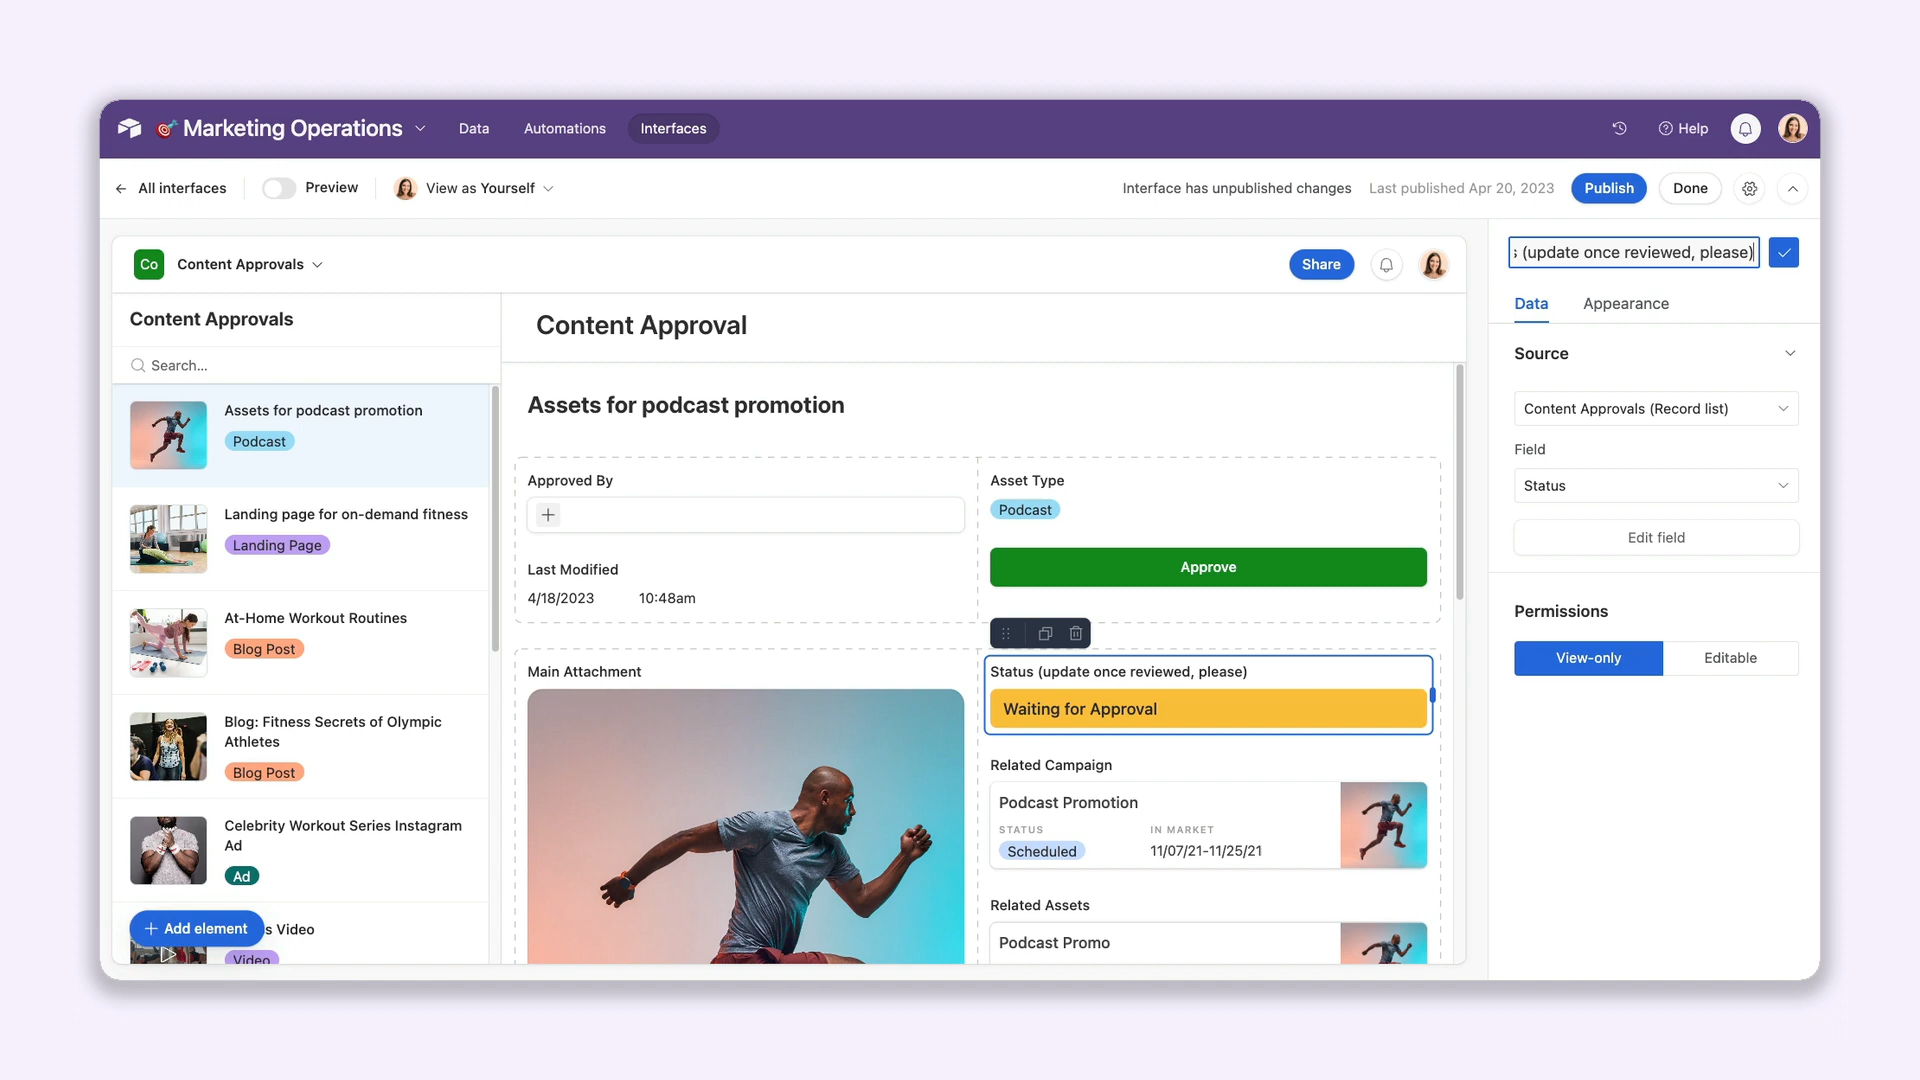 Marketing Operations
Data
Automations
Interfaces
Help
All interfaces
Preview
View as Yourself
Interface has unpublished changes
Last published Apr 20, 2023
Publish
Done
Co
Content Approvals
Share
Content Approvals
Search...
Assets for podcast promotion
Podcast
Landing page for on-demand fitness
Landing Page
At-Home Workout Routines
Blog Post
Blog: Fitness Secrets of Olympic
Athletes
Blog Post
Celebrity Workout Series Instagram
Ad
Ad
+ Add element
s Video
Video
Content Approval
Assets for podcast promotion
Approved By
+
Last Modified
4/18/2023 10:48am
Asset Type
Podcast
Approve
Main Attachment
Status (update once reviewed, please)
Waiting for Approval
Related Campaign
Podcast Promotion
STATUS
IN MARKET
Scheduled
11/07/21-11/25/21
Related Assets
Podcast Promo
s (update once reviewed, please)
Data
Appearance
Source
Content Approvals (Record list)
Field
Status
Edit field
Permissions
View-only
Editable